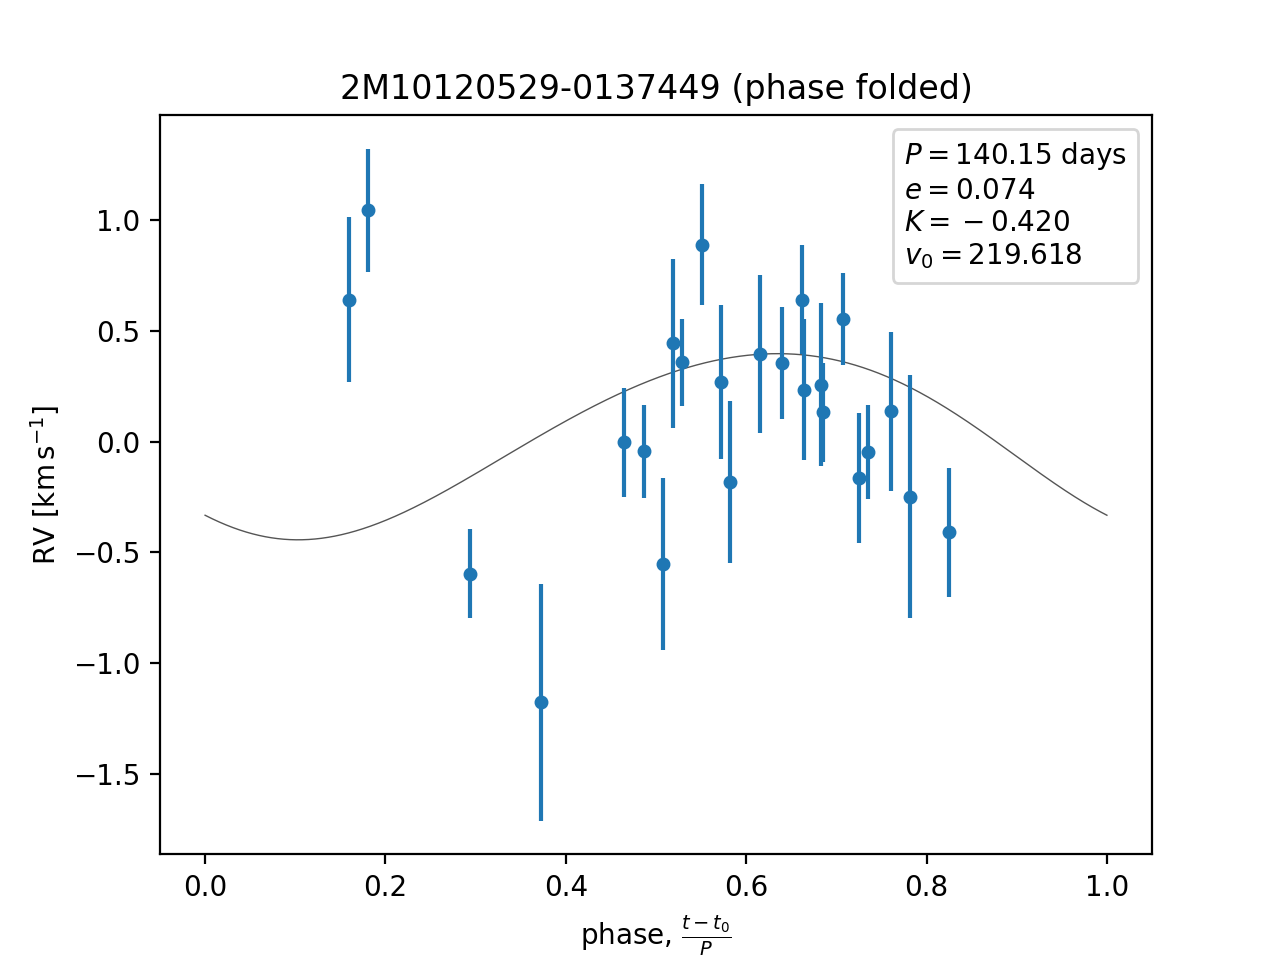 2M10120529-0137449 (phase folded)
P = 140.15 days
e = 0.074
K = −0.420
v₀ = 219.618
1.0
0.5
0.0
−0.5
−1.0
−1.5
RV [km s⁻¹]
0.0 0.2 0.4 0.6 0.8 1.0
phase, (t − t₀)/P